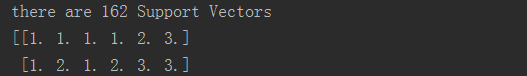 there are 162 Support Vectors
[[1. 1. 1. 1. 2. 3.]
 [1. 2. 1. 2. 3. 3.]